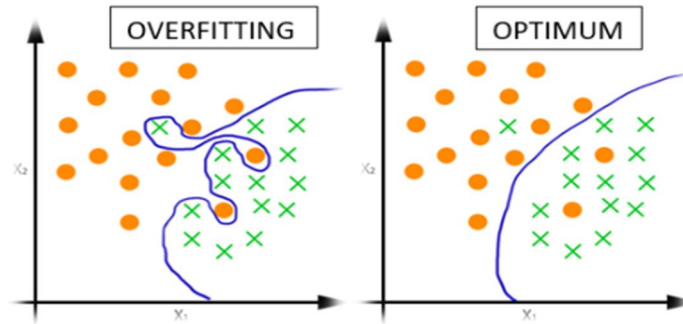 OVERFITTING
OPTIMUM
X₂
X₁
X₂
X₁